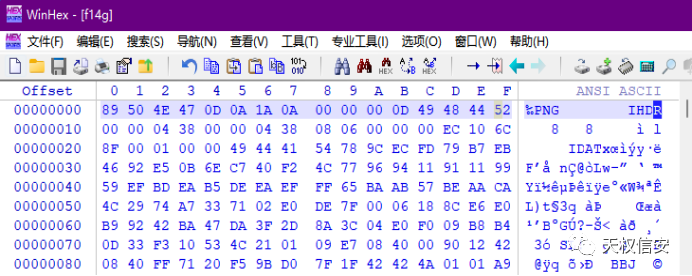 WinHex - [f14g]
文件(F) 编辑(E) 搜索(S) 导航(N) 查看(V) 工具(T) 专业工具(I) 选项(O) 窗口(W) 帮助(H)
Offset 0 1 2 3 4 5 6 7 8 9 A B C D E F ANSI ASCII
00000000 89 50 4E 47 0D 0A 1A 0A 00 00 00 0D 49 48 44 52 ‰PNG IHDR
00000010 00 00 04 38 00 00 04 38 08 06 00 00 00 EC 10 6C 8 8 ì l
00000020 8F 00 01 00 00 49 44 41 54 78 9C EC FD 79 B7 EB IDATxœìýy·ë
00000030 46 92 E5 0B 6E C7 40 F2 4C 77 96 94 11 91 11 99 F’å nÇ@òLw–” ‘ ™
00000040 59 EF BD EA B5 DE EA EF FF 65 BA AB 57 BE AA CA Yï½êµÞêïÿeº«W¾ªÊ
00000050 4C 29 74 A7 33 71 02 E0 DE 7F 00 06 18 8C E6 E0 L)t§3q àÞ Œæà
00000060 B9 92 42 BA 47 DA 3F 2D 8A 3C 04 E0 F0 09 B8 B4 ¹’BºGÚ?-Š< àð ¸´
00000070 0D 33 F3 10 53 4C 21 01 09 E7 08 40 00 90 12 42 3ó
00000080 08 40 FF 71 20 F5 9B D0 7F 1F 42 42 4A 01 01 A9 @ÿq õ›Ð BBJ ©
天权信安